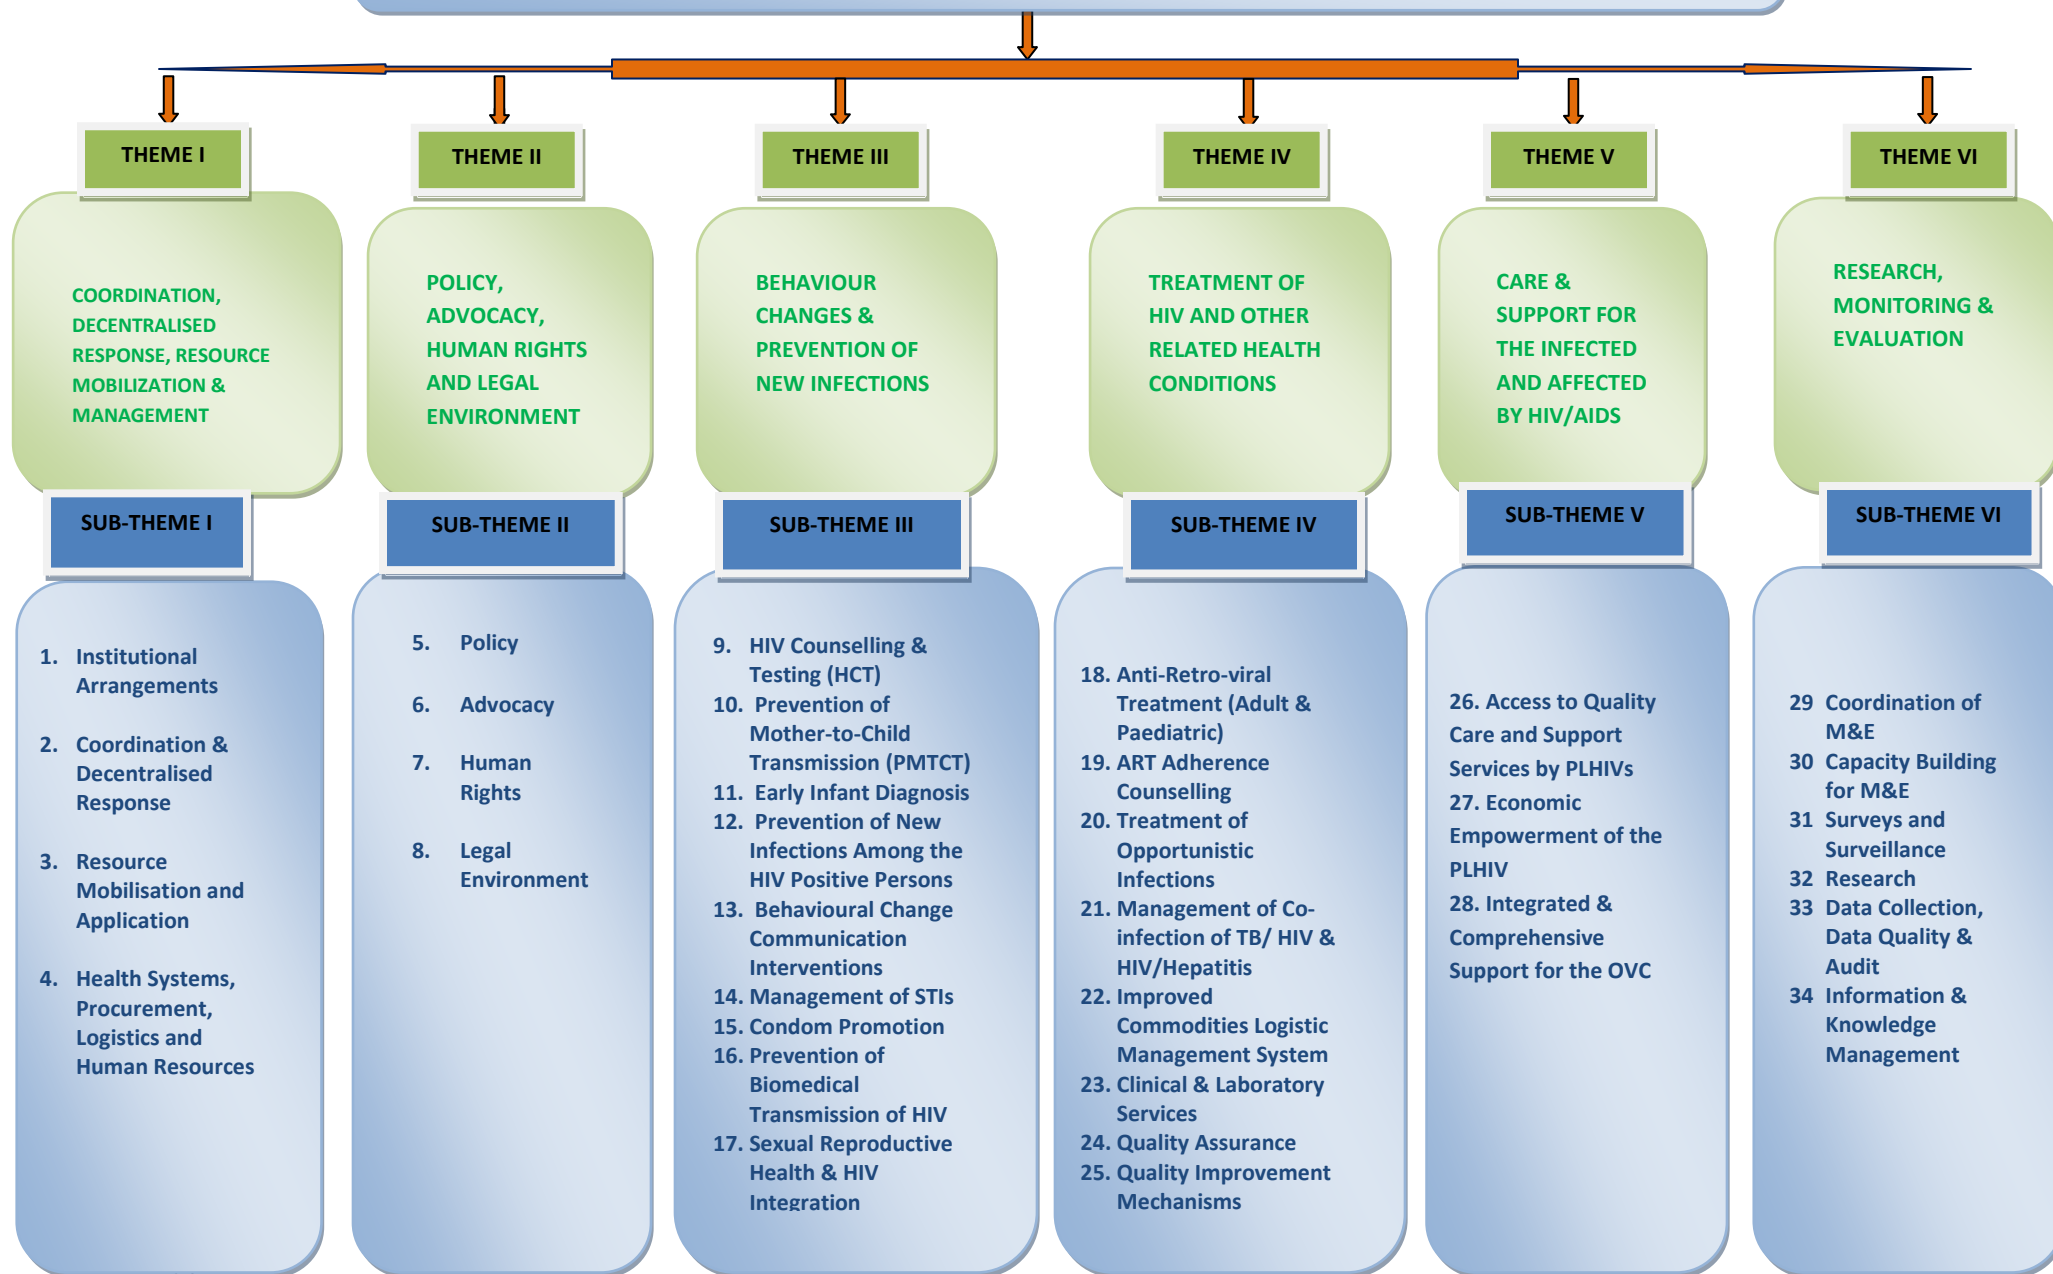 THEME I
THEME II
THEME III
THEME IV
THEME V
THEME VI
COORDINATION,
DECENTRALISED
RESPONSE, RESOURCE
MOBILIZATION &
MANAGEMENT
POLICY,
ADVOCACY,
HUMAN RIGHTS
AND LEGAL
ENVIRONMENT
BEHAVIOUR
CHANGES &
PREVENTION OF
NEW INFECTIONS
TREATMENT OF
HIV AND OTHER
RELATED HEALTH
CONDITIONS
CARE &
SUPPORT FOR
THE INFECTED
AND AFFECTED
BY HIV/AIDS
RESEARCH,
MONITORING &
EVALUATION
SUB-THEME I
SUB-THEME II
SUB-THEME III
SUB-THEME IV
SUB-THEME V
SUB-THEME VI
1. Institutional
Arrangements
2. Coordination &
Decentralised
Response
3. Resource
Mobilisation and
Application
4. Health Systems,
Procurement,
Logistics and
Human Resources
5. Policy
6. Advocacy
7. Human
Rights
8. Legal
Environment
9. HIV Counselling &
Testing (HCT)
10. Prevention of
Mother-to-Child
Transmission (PMTCT)
11. Early Infant Diagnosis
12. Prevention of New
Infections Among the
HIV Positive Persons
13. Behavioural Change
Communication
Interventions
14. Management of STIs
15. Condom Promotion
16. Prevention of
Biomedical
Transmission of HIV
17. Sexual Reproductive
Health & HIV
Integration
18. Anti-Retro-viral
Treatment (Adult &
Paediatric)
19. ART Adherence
Counselling
20. Treatment of
Opportunistic
Infections
21. Management of Co-
infection of TB/ HIV &
HIV/Hepatitis
22. Improved
Commodities Logistic
Management System
23. Clinical & Laboratory
Services
24. Quality Assurance
25. Quality Improvement
Mechanisms
26. Access to Quality
Care and Support
Services by PLHIVs
27. Economic
Empowerment of the
PLHIV
28. Integrated &
Comprehensive
Support for the OVC
29 Coordination of
M&E
30 Capacity Building
for M&E
31 Surveys and
Surveillance
32 Research
33 Data Collection,
Data Quality &
Audit
34 Information &
Knowledge
Management